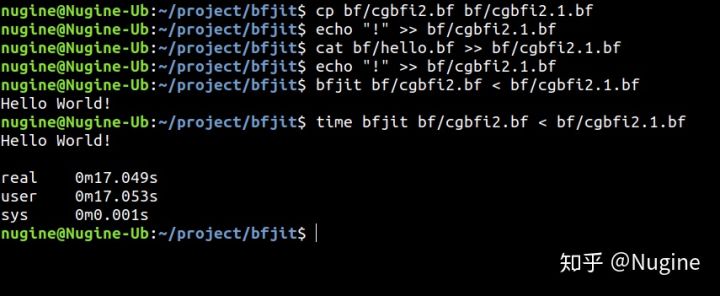 nugine@Nugine-Ub:~/project/bfjit$ cp bf/cgbfi2.bf bf/cgbfi2.1.bf
nugine@Nugine-Ub:~/project/bfjit$ echo "!" >> bf/cgbfi2.1.bf
nugine@Nugine-Ub:~/project/bfjit$ cat bf/hello.bf >> bf/cgbfi2.1.bf
nugine@Nugine-Ub:~/project/bfjit$ echo "!" >> bf/cgbfi2.1.bf
nugine@Nugine-Ub:~/project/bfjit$ bfjit bf/cgbfi2.bf < bf/cgbfi2.1.bf
Hello World!
nugine@Nugine-Ub:~/project/bfjit$ time bfjit bf/cgbfi2.bf < bf/cgbfi2.1.bf
Hello World!
real 0m17.049s
user 0m17.053s
sys 0m0.001s
nugine@Nugine-Ub:~/project/bfjit$
知乎 @Nugine